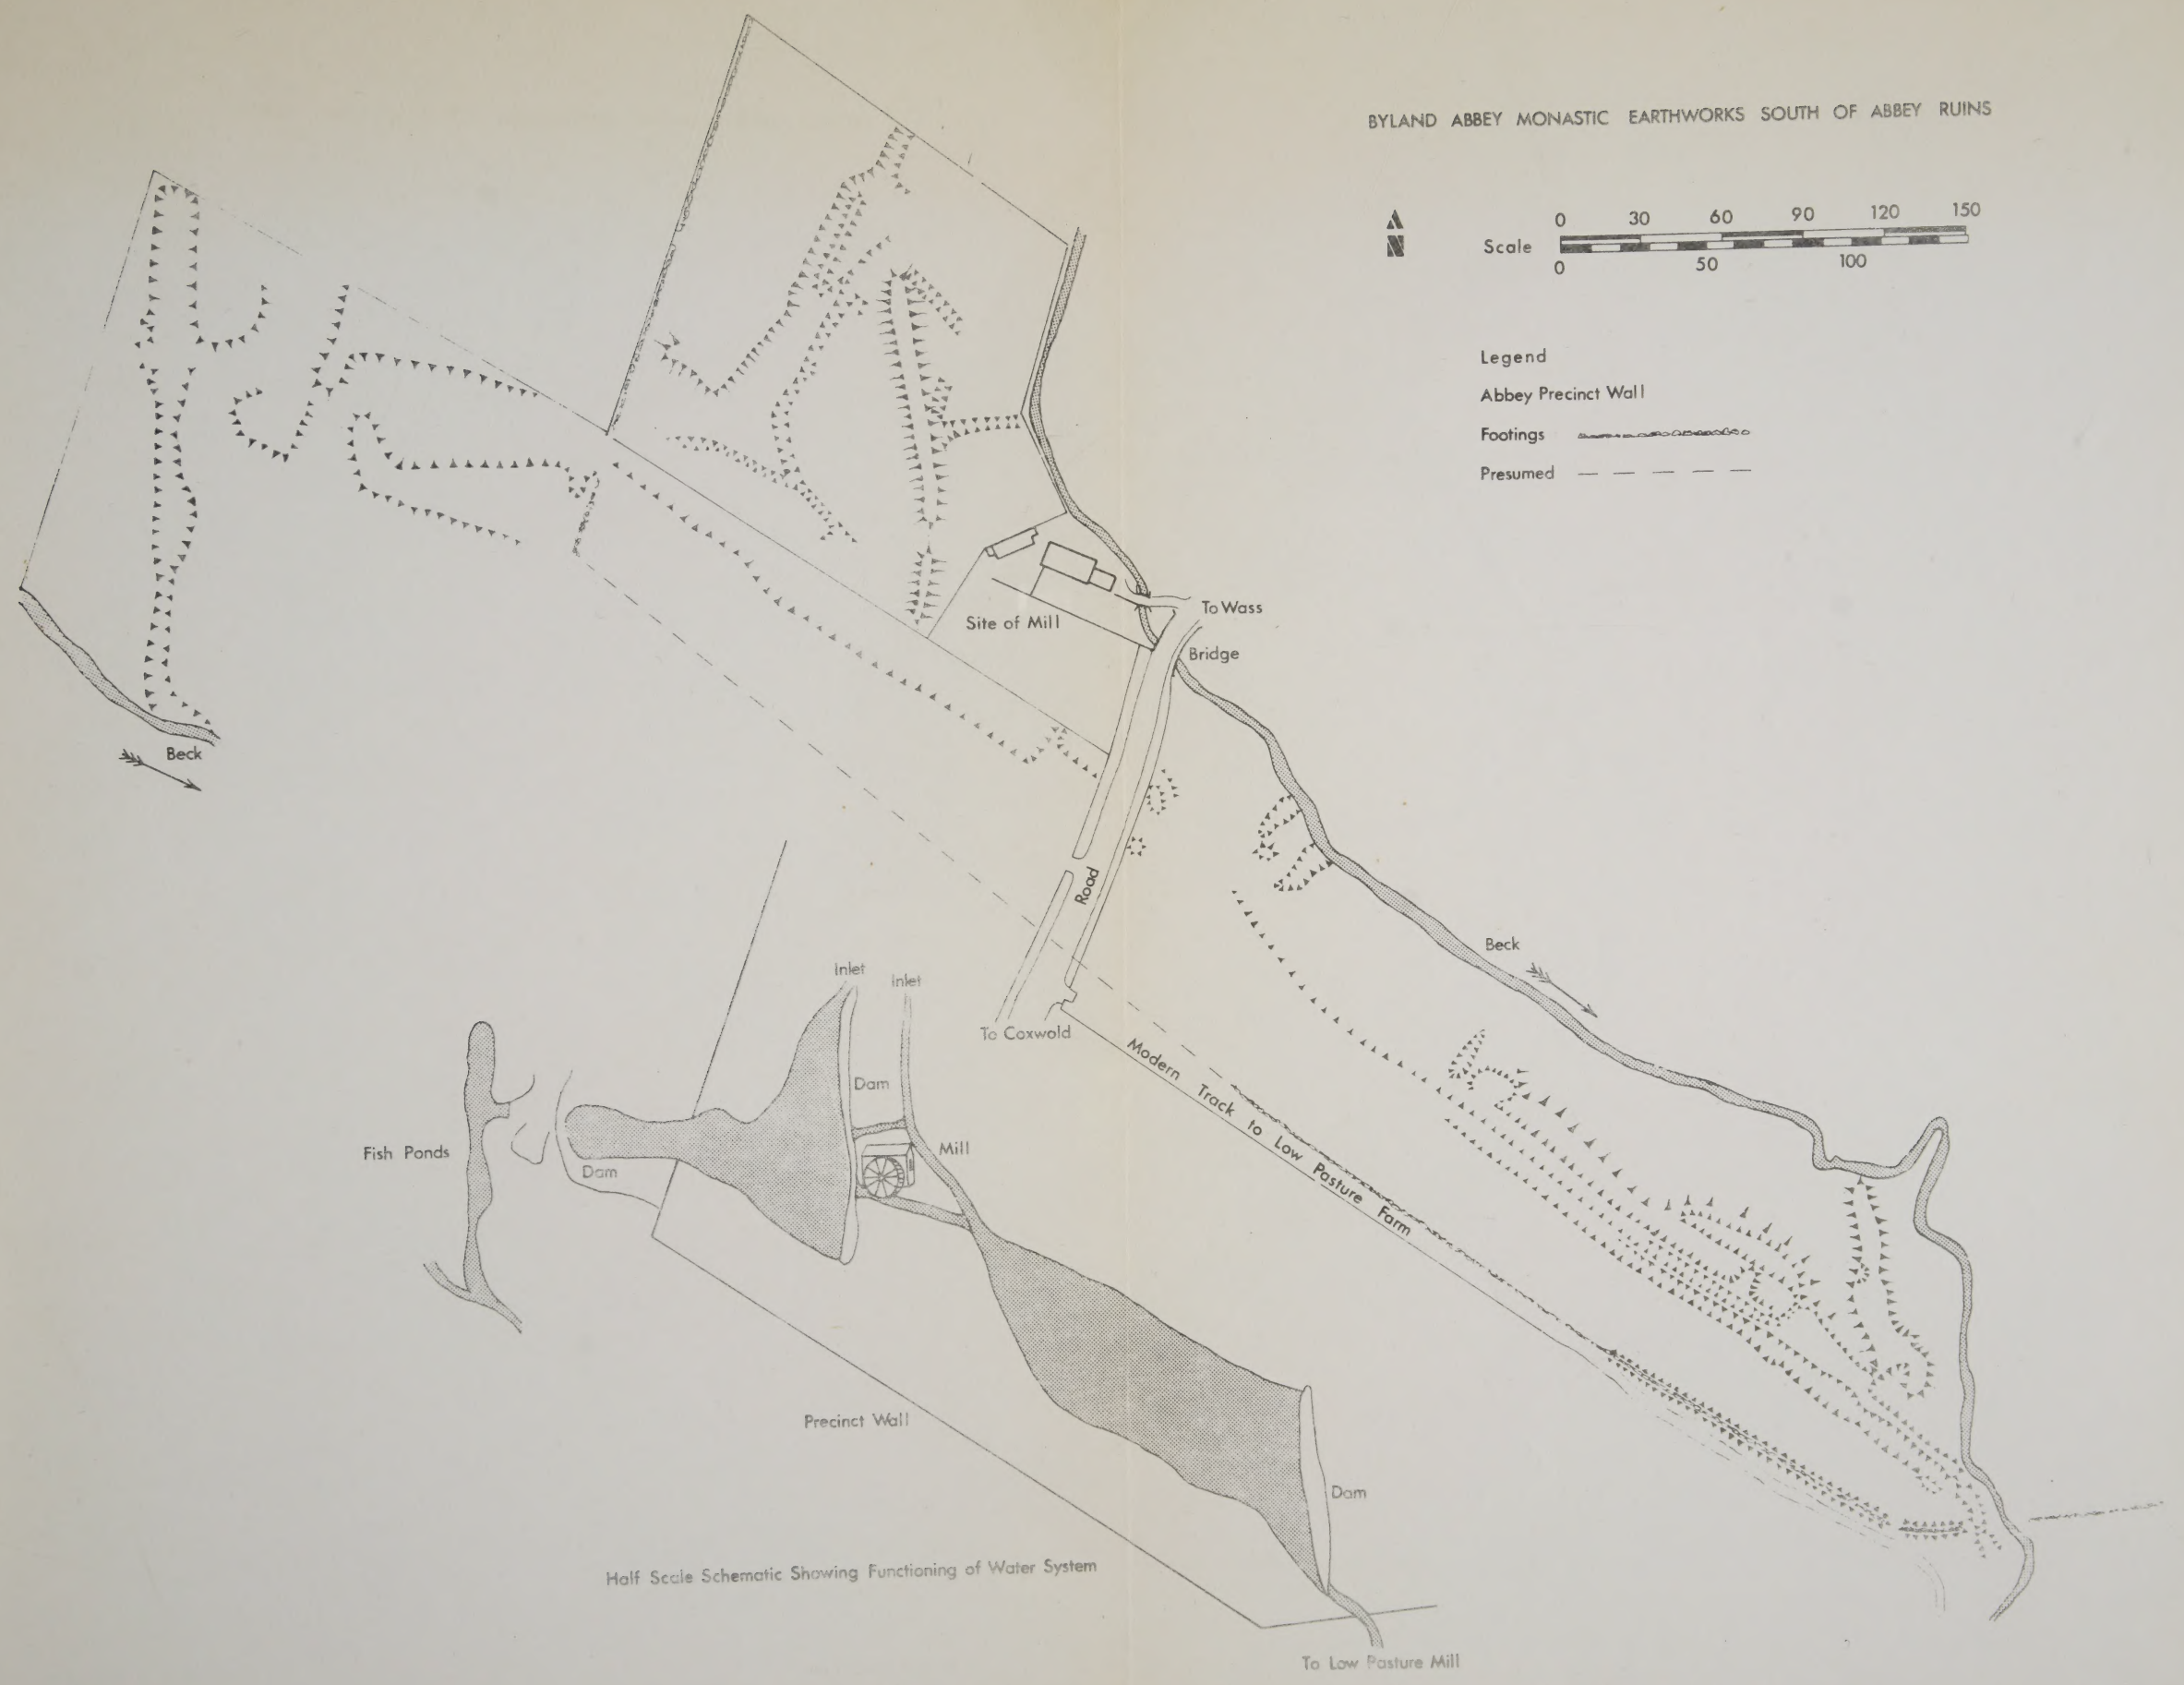 BYLAND ABBEY MONASTIC EARTHWORKS SOUTH OF ABBEY RUINS
N
Scale
0 30 60 90 120 150
0 50 100
Legend
Abbey Precinct Wall
Footings
Presumed
To Wass
Site of Mill
Bridge
Beck
Road
Beck
To Coxwold
Modern Track to Low Pasture Farm
Inlet
Inlet
Dam
Fish Ponds
Mill
Dam
Precinct Wall
Dam
Half Scale Schematic Showing Functioning of Water System
To Low Pasture Mill